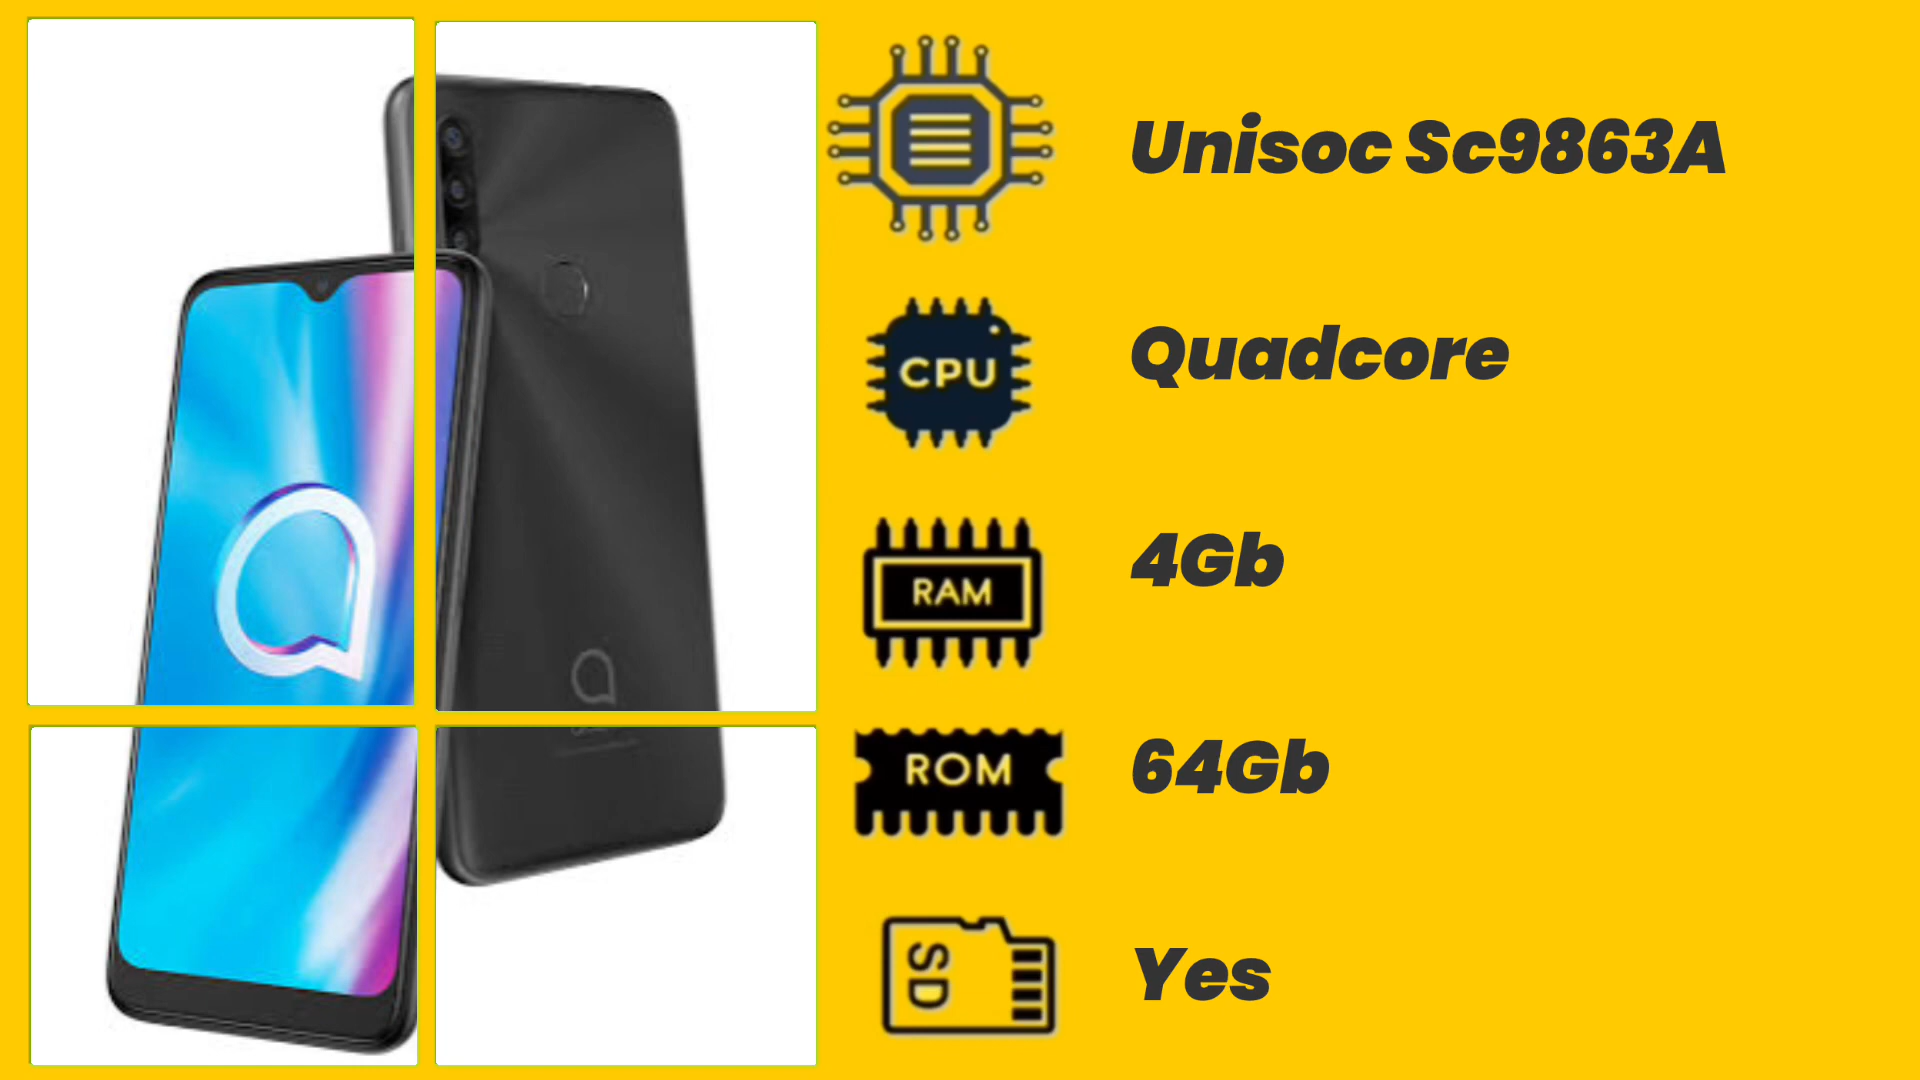 Unisoc Sc9863A
CPU
Quadcore
RAM
4Gb
ROM
64Gb
SD
Yes